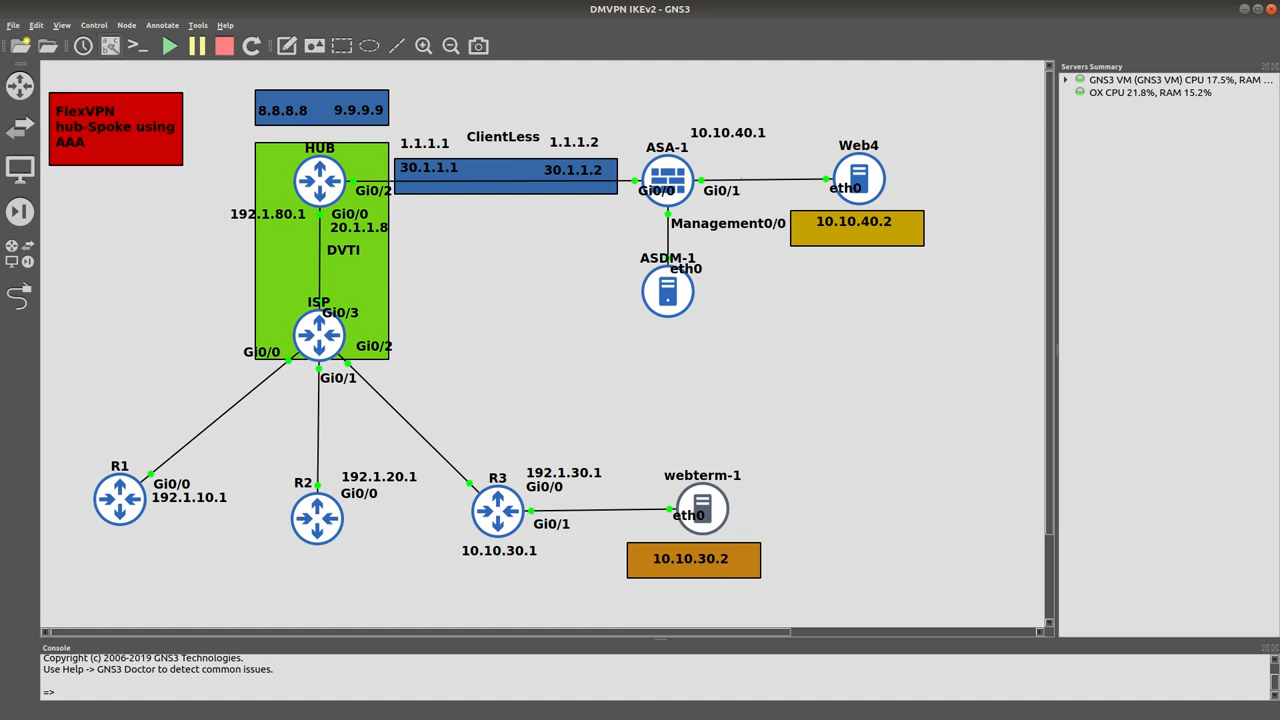 DMVPN IKEv2 - GNS3
File Edit View Control Node Annotate Tools Help
Servers Summary
GNS3 VM (GNS3 VM) CPU 17.5%, RAM ...
OX CPU 21.8%, RAM 15.2%
FlexVPN
hub-Spoke using
AAA
8.8.8.8 9.9.9.9
HUB
1.1.1.1
ClientLess
1.1.1.2
10.10.40.1
ASA-1
Web4
30.1.1.1
30.1.1.2
Gi0/2
Gi0/0
Gi0/1
eth0
192.1.80.1
Gi0/0
20.1.1.8
Management0/0
10.10.40.2
DVTI
ASDM-1
eth0
ISP
Gi0/3
Gi0/0
Gi0/2
Gi0/1
R1
Gi0/0
192.1.10.1
R2
192.1.20.1
Gi0/0
R3
192.1.30.1
Gi0/0
Gi0/1
10.10.30.1
webterm-1
eth0
10.10.30.2
Console
Copyright (c) 2006-2019 GNS3 Technologies.
Use Help -> GNS3 Doctor to detect common issues.
=>